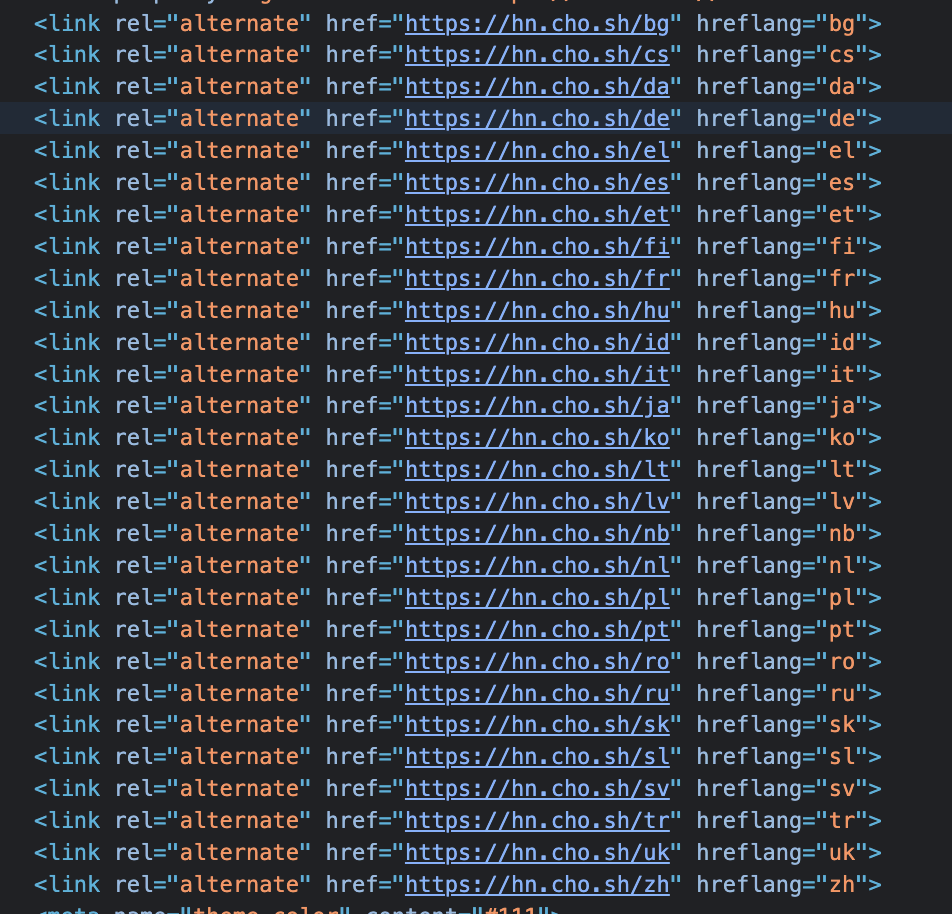 <link rel="alternate" href="https://hn.cho.sh/bg" hreflang="bg">
<link rel="alternate" href="https://hn.cho.sh/cs" hreflang="cs">
<link rel="alternate" href="https://hn.cho.sh/da" hreflang="da">
<link rel="alternate" href="https://hn.cho.sh/de" hreflang="de">
<link rel="alternate" href="https://hn.cho.sh/el" hreflang="el">
<link rel="alternate" href="https://hn.cho.sh/es" hreflang="es">
<link rel="alternate" href="https://hn.cho.sh/et" hreflang="et">
<link rel="alternate" href="https://hn.cho.sh/fi" hreflang="fi">
<link rel="alternate" href="https://hn.cho.sh/fr" hreflang="fr">
<link rel="alternate" href="https://hn.cho.sh/hu" hreflang="hu">
<link rel="alternate" href="https://hn.cho.sh/id" hreflang="id">
<link rel="alternate" href="https://hn.cho.sh/it" hreflang="it">
<link rel="alternate" href="https://hn.cho.sh/ja" hreflang="ja">
<link rel="alternate" href="https://hn.cho.sh/ko" hreflang="ko">
<link rel="alternate" href="https://hn.cho.sh/lt" hreflang="lt">
<link rel="alternate" href="https://hn.cho.sh/lv" hreflang="lv">
<link rel="alternate" href="https://hn.cho.sh/nb" hreflang="nb">
<link rel="alternate" href="https://hn.cho.sh/nl" hreflang="nl">
<link rel="alternate" href="https://hn.cho.sh/pl" hreflang="pl">
<link rel="alternate" href="https://hn.cho.sh/pt" hreflang="pt">
<link rel="alternate" href="https://hn.cho.sh/ro" hreflang="ro">
<link rel="alternate" href="https://hn.cho.sh/ru" hreflang="ru">
<link rel="alternate" href="https://hn.cho.sh/sk" hreflang="sk">
<link rel="alternate" href="https://hn.cho.sh/sl" hreflang="sl">
<link rel="alternate" href="https://hn.cho.sh/sv" hreflang="sv">
<link rel="alternate" href="https://hn.cho.sh/tr" hreflang="tr">
<link rel="alternate" href="https://hn.cho.sh/uk" hreflang="uk">
<link rel="alternate" href="https://hn.cho.sh/zh" hreflang="zh">
<meta name="theme-color" content="#111">